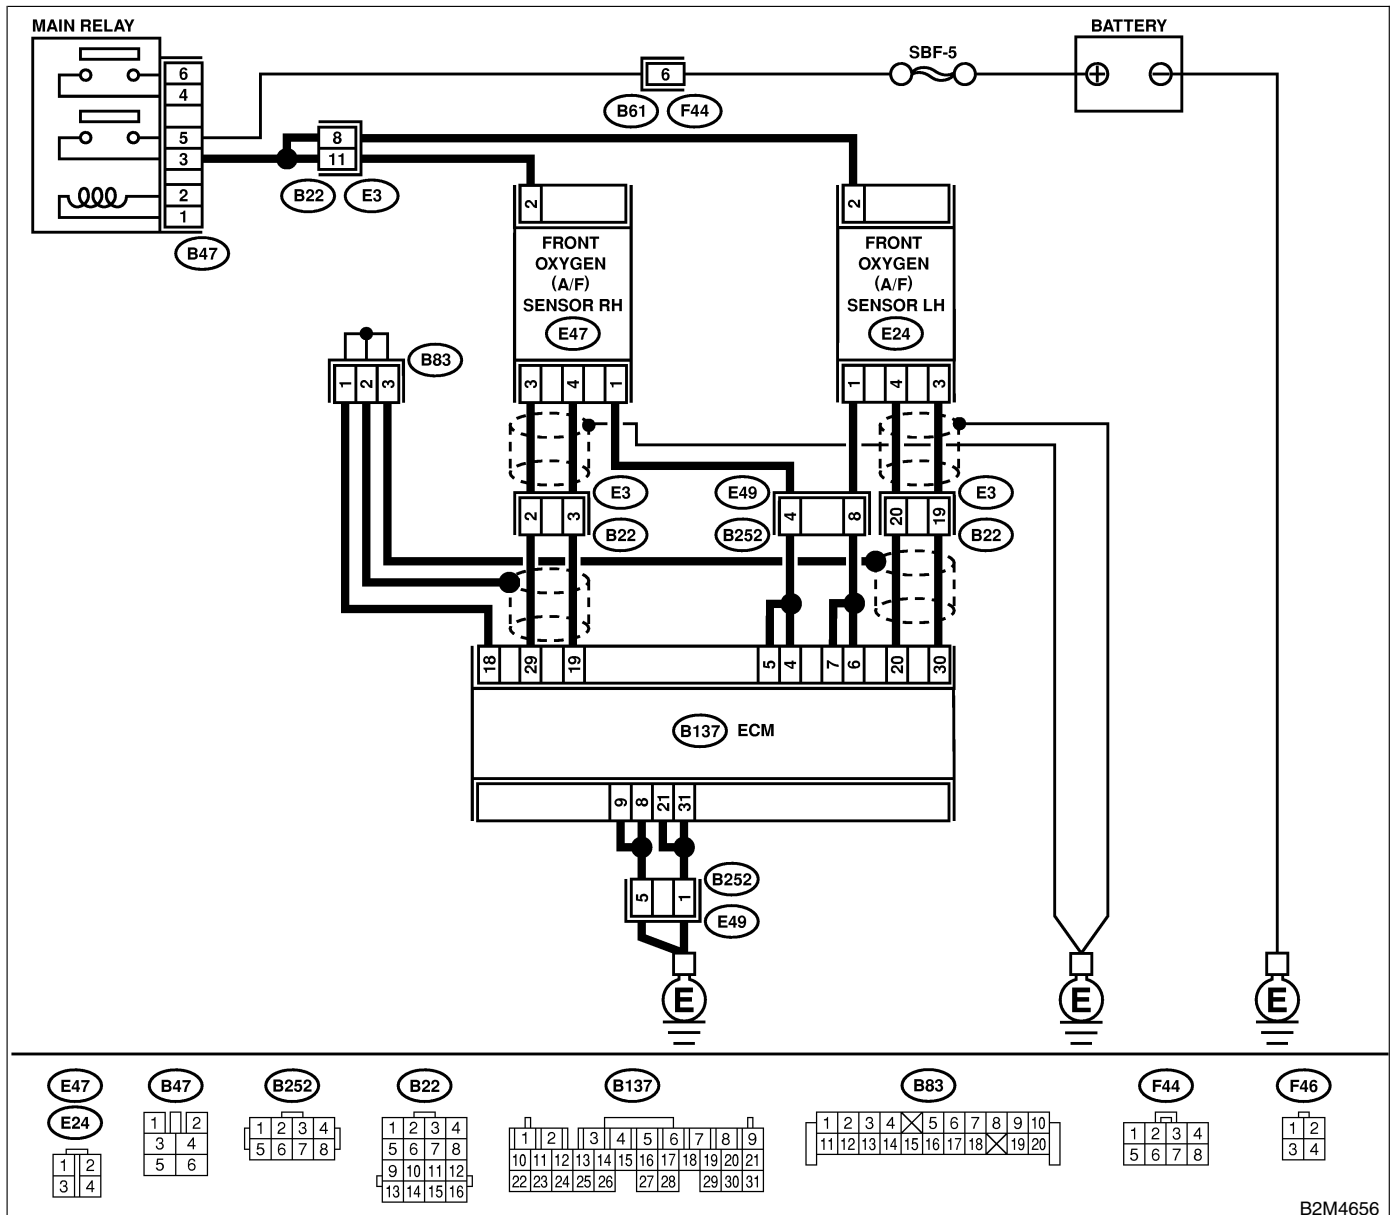 MAIN RELAY
BATTERY
SBF-5
6
4
5
3
2
1
B47
6
B61 F44
8
11
B22 E3
2
FRONT
OXYGEN
(A/F)
SENSOR RH
E47
2
FRONT
OXYGEN
(A/F)
SENSOR LH
E24
B83
1 2 3
3 4 1
1 4 3
E3
2 3
B22
E49
4 8
B252
E3
20 19
B22
18 29 19 5 4 7 6 20 30
B137 ECM
9 8 21 31
B252
5 1
E49
E E E
E47 B47 B252 B22 B137 B83 F44 F46
E24
1 2
3 4
1 2
3 4
5 6
1 2 3 4
5 6 7 8
1 2 3 4
5 6 7 8
9 10 11 12
13 14 15 16
1 2 3 4 5 6 7 8 9
10 11 12 13 14 15 16 17 18 19 20 21
22 23 24 25 26 27 28 29 30 31
1 2 3 4 5 6 7 8 9 10
11 12 13 14 15 16 17 18 19 20
1 2 3 4
5 6 7 8
1 2
3 4
B2M4656